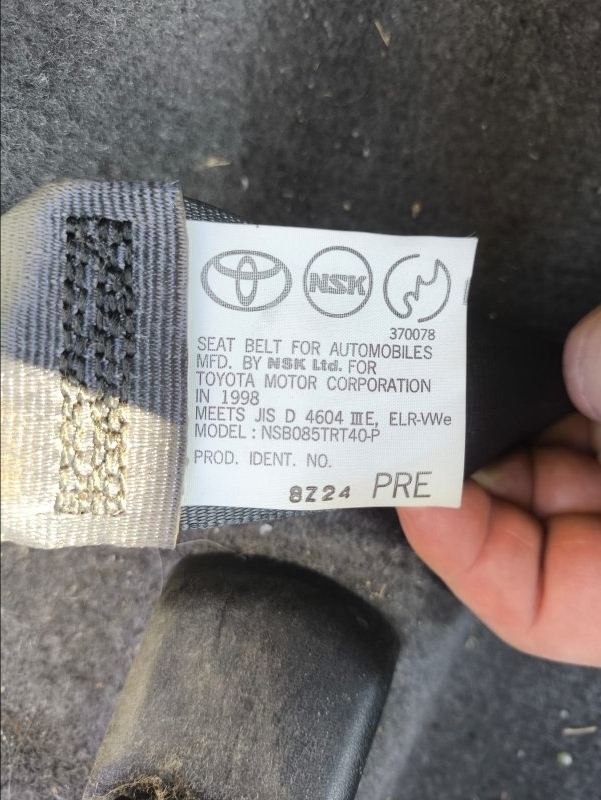 NSK
370078
SEAT BELT FOR AUTOMOBILES
MFD. BY NSK Ltd. FOR
TOYOTA MOTOR CORPORATION
IN 1998
MEETS JIS D 4604 ⅢE, ELR-VWe
MODEL : NSB085TRT40-P
PROD. IDENT. NO.
8Z24 PRE